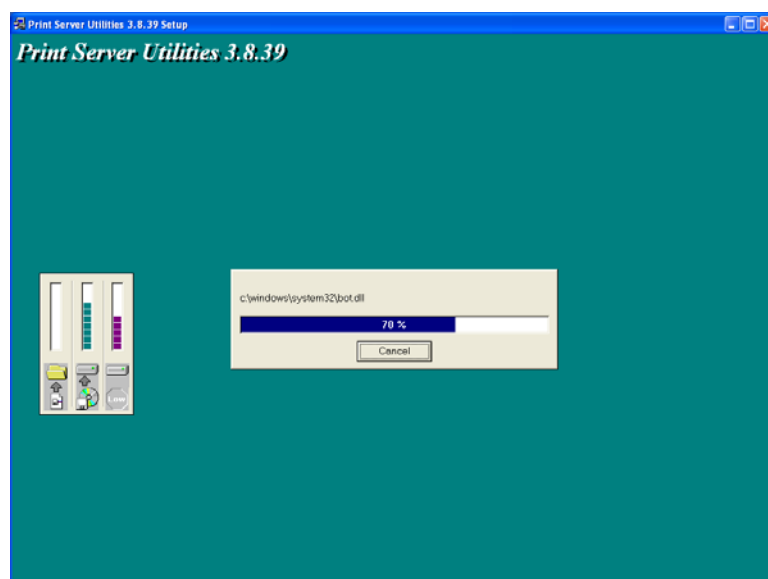 Print Server Utilities 3.8.39 Setup
Print Server Utilities 3.8.39
c:\windows\system32\bot.dll
70 %
Cancel
Low